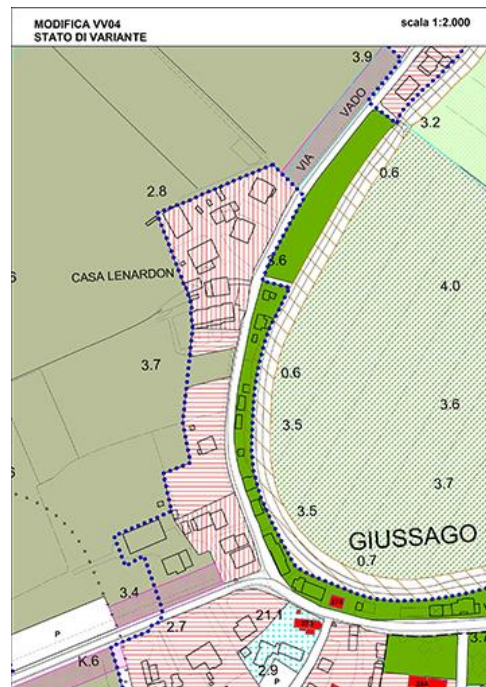 MODIFICA VV04
STATO DI VARIANTE
scala 1:2.000
3.9
VADO
VIA
3.2
0.6
2.8
3.6
4.0
CASA LENARDON
3.7
0.6
3.6
3.5
3.7
3.5
GIUSSAGO
0.7
3.4
21.1
2.7
P
K.6
2.9
P
3.7